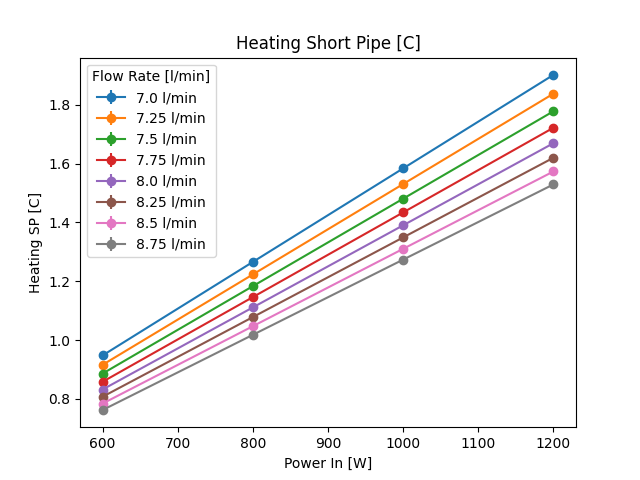 Heating Short Pipe [C]
Flow Rate [l/min]
7.0 l/min
7.25 l/min
7.5 l/min
7.75 l/min
8.0 l/min
8.25 l/min
8.5 l/min
8.75 l/min
Heating SP [C]
1.8
1.6
1.4
1.2
1.0
0.8
600 700 800 900 1000 1100 1200
Power In [W]